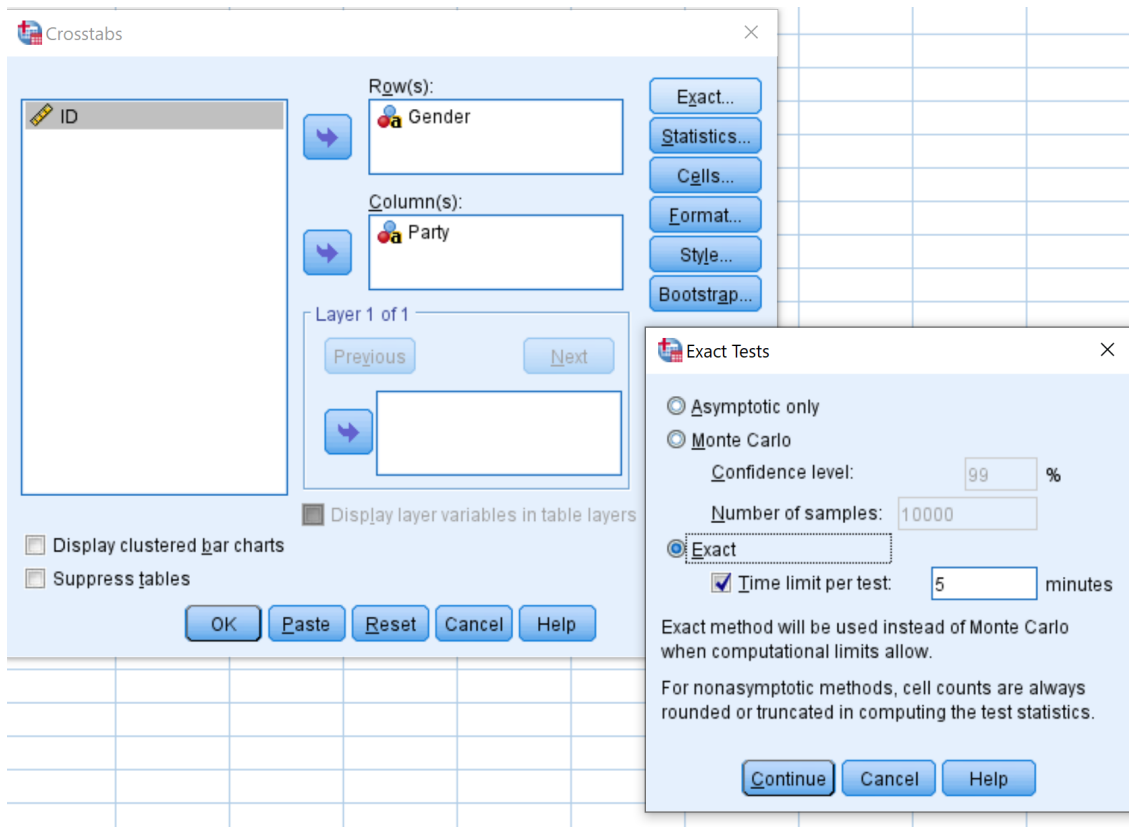 Crosstabs
ID
Row(s):
Gender
Column(s):
Party
Layer 1 of 1
Previous
Next
Display layer variables in table layers
Display clustered bar charts
Suppress tables
OK
Paste
Reset
Cancel
Help
Exact...
Statistics...
Cells...
Format...
Style...
Bootstrap...
Exact Tests
Asymptotic only
Monte Carlo
Confidence level: 99 %
Number of samples: 10000
Exact
Time limit per test: 5 minutes
Exact method will be used instead of Monte Carlo
when computational limits allow.
For nonasymptotic methods, cell counts are always
rounded or truncated in computing the test statistics.
Continue
Cancel
Help